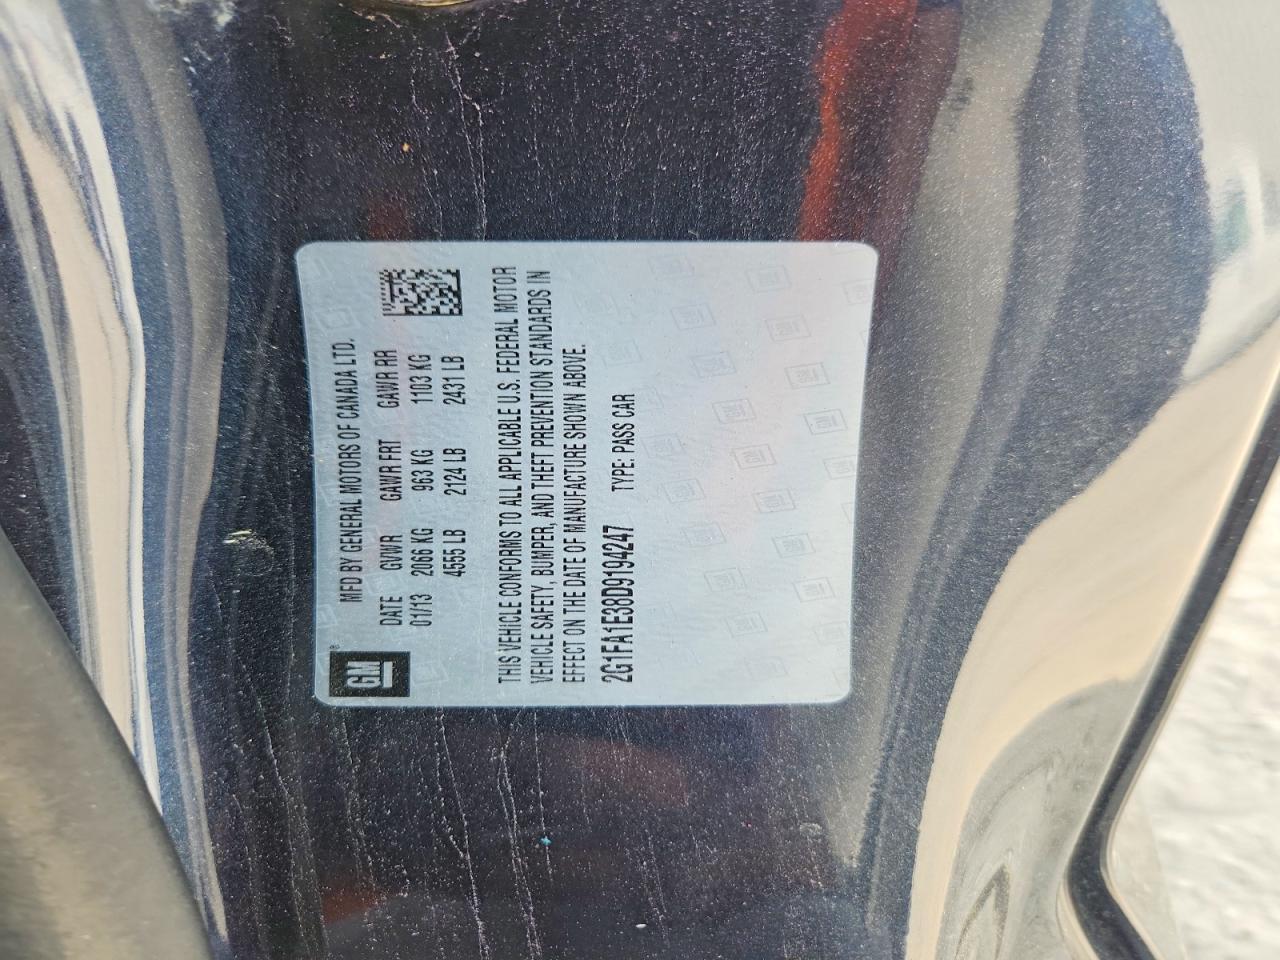 GM
®
MFD BY GENERAL MOTORS OF CANADA LTD.
DATE GVWR GAWR FRT GAWR RR
01/13 2066 KG 963 KG 1103 KG
4555 LB 2124 LB 2431 LB
THIS VEHICLE CONFORMS TO ALL APPLICABLE U.S. FEDERAL MOTOR
VEHICLE SAFETY, BUMPER, AND THEFT PREVENTION STANDARDS IN
EFFECT ON THE DATE OF MANUFACTURE SHOWN ABOVE.
2G1FA1E38D9194247 TYPE: PASS CAR